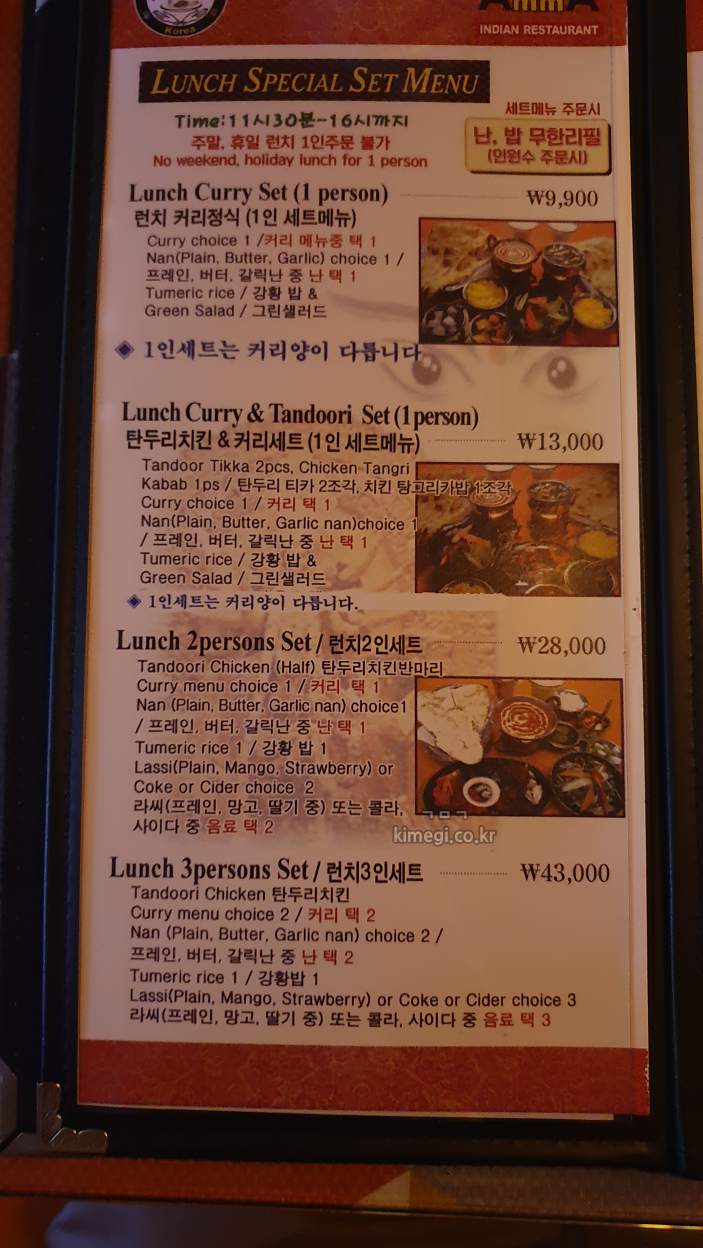 Korea
INDIAN RESTAURANT
LUNCH SPECIAL SET MENU
Time:11시30분-16시까지
주말, 휴일 런치 1인주문 불가
No weekend, holiday lunch for 1 person
세트메뉴 주문시
난, 밥 무한리필
(인원수 주문시)
Lunch Curry Set (1 person) ₩9,900
런치 커리정식 (1인 세트메뉴)
Curry choice 1 /커리 메뉴중 택 1
Nan(Plain, Butter, Garlic) choice 1 /
프레인, 버터, 갈릭난 중 난 택 1
Tumeric rice / 강황 밥 &
Green Salad / 그린샐러드
◈ 1인세트는 커리양이 다릅니다
Lunch Curry & Tandoori Set (1person)
탄두리치킨 &커리세트 (1인 세트메뉴) ₩13,000
Tandoor Tikka 2pcs, Chicken Tangri
Kabab 1ps / 탄두리 티카 2조각, 치킨 탕그리카밥 1조각
Curry choice 1 / 커리 택 1
Nan(Plain, Butter, Garlic nan)choice 1
/ 프레인, 버터, 갈릭난 중 난 택 1
Tumeric rice / 강황 밥 &
Green Salad / 그린샐러드
◈ 1인세트는 커리양이 다릅니다.
Lunch 2persons Set / 런치2인세트 ₩28,000
Tandoori Chicken (Half) 탄두리치킨반마리
Curry menu choice 1 / 커리 택 1
Nan (Plain, Butter, Garlic nan) choice1
/ 프레인, 버터, 갈릭난 중 난 택 1
Tumeric rice 1 / 강황 밥 1
Lassi(Plain, Mango, Strawberry) or
Coke or Cider choice 2
라씨(프레인, 망고, 딸기 중) 또는 콜라,
사이다 중 음료 택 2
ㄱㅁㄱ
kimegi.co.kr
Lunch 3persons Set / 런치3인세트 ₩43,000
Tandoori Chicken 탄두리치킨
Curry menu choice 2 / 커리 택 2
Nan (Plain, Butter, Garlic nan) choice 2 /
프레인, 버터, 갈릭난 중 난 택 2
Tumeric rice 1 / 강황밥 1
Lassi(Plain, Mango, Strawberry) or Coke or Cider choice 3
라씨(프레인, 망고, 딸기 중) 또는 콜라, 사이다 중 음료 택 3